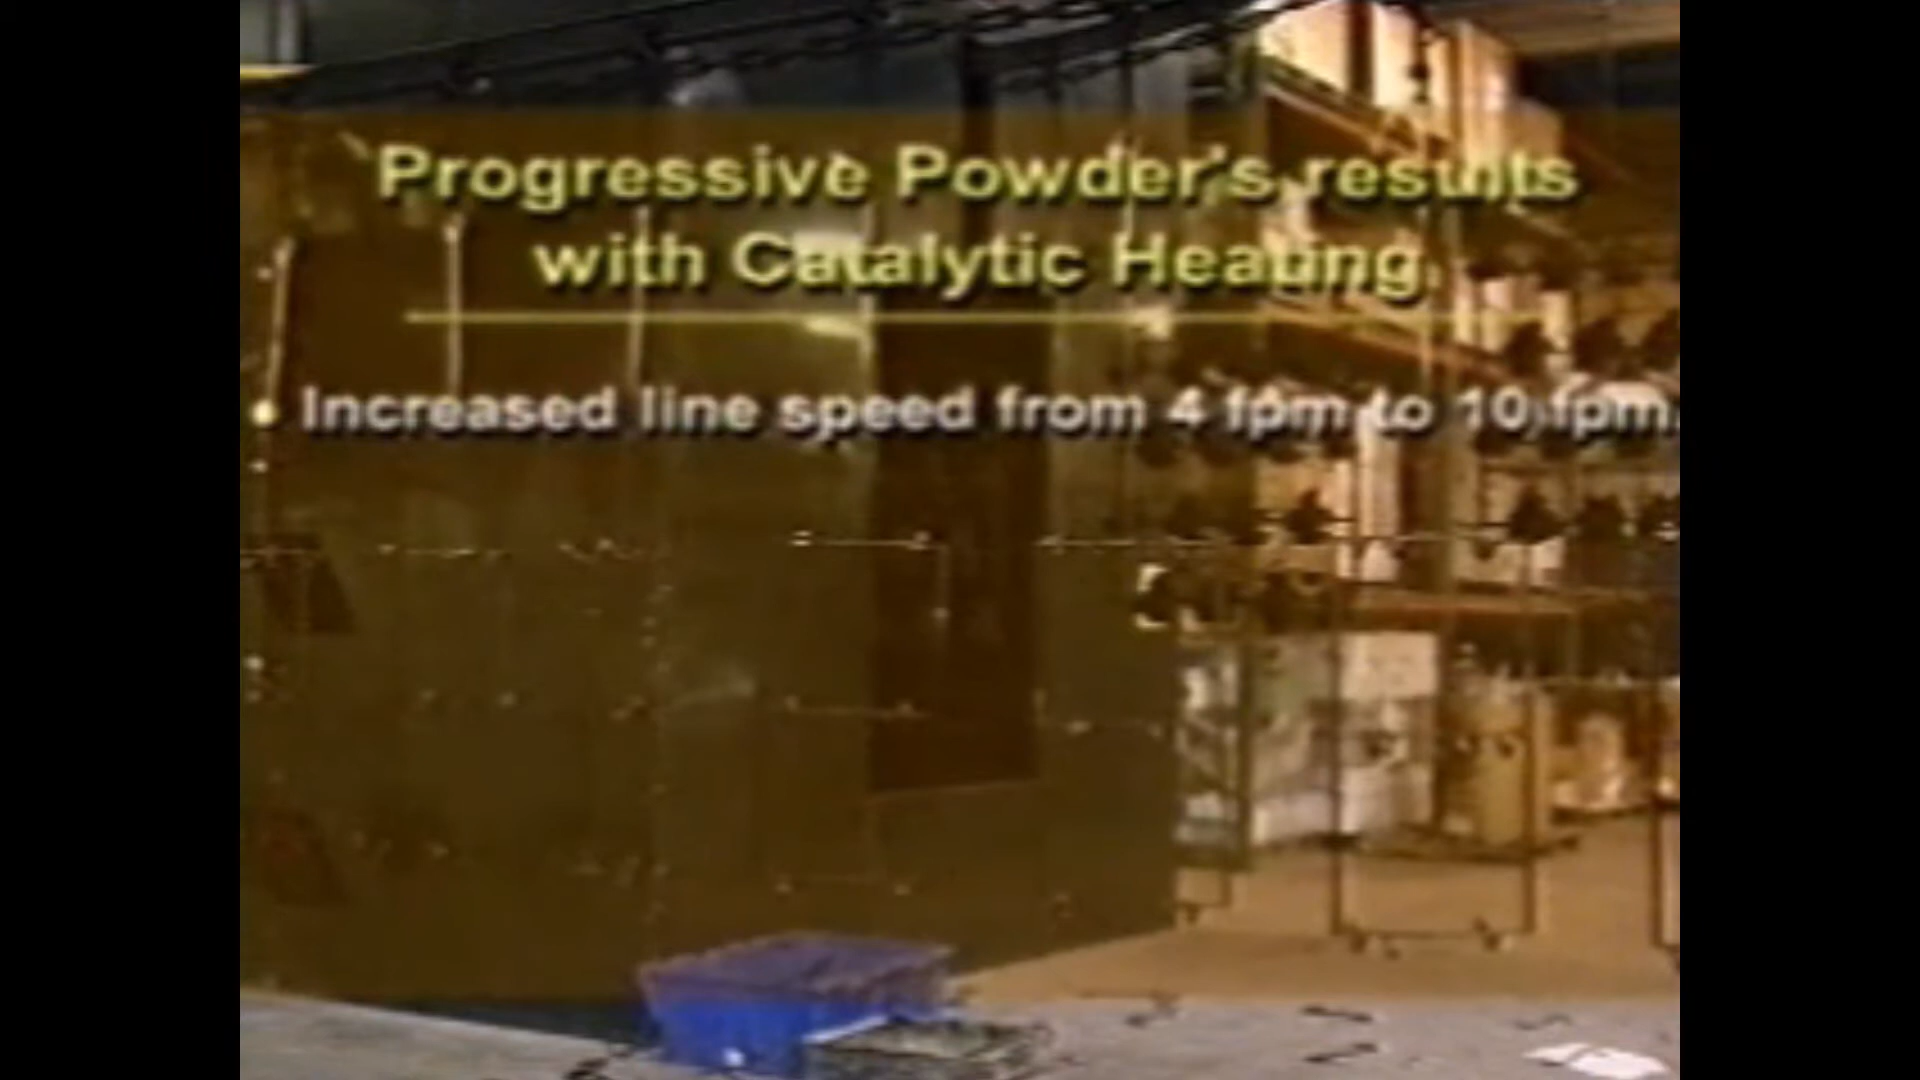 Progressive Powder's results
with Catalytic Heating.
• Increased line speed from 4 fpm to 10 fpm.